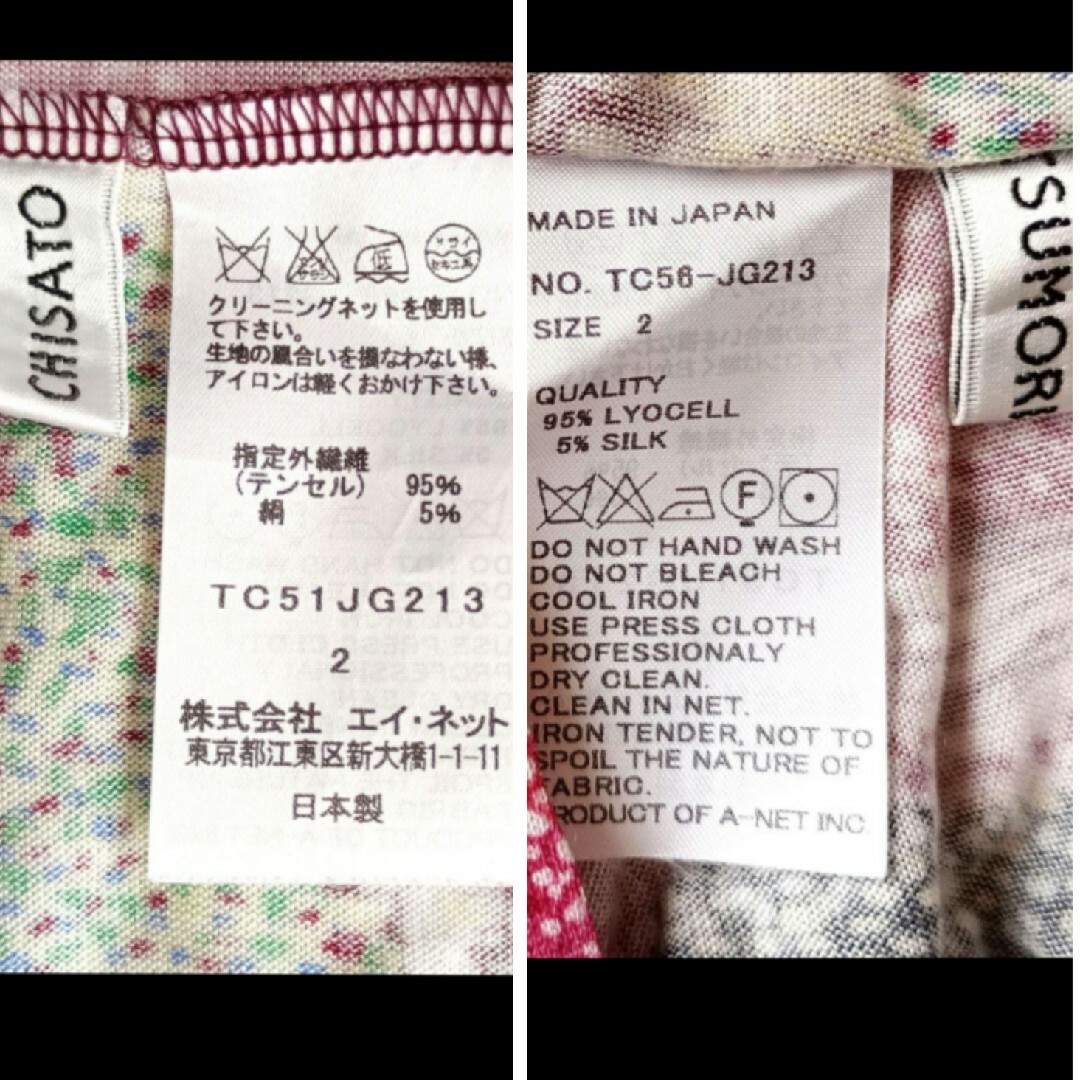 CHISATO
低
クリーニングネットを使用し
て下さい。
生地の風合いを損なわない様、
アイロンは軽くおかけ下さい。
指定外繊維
(テンセル) 95%
絹 5%
TC51JG213
2
株式会社 エイ・ネット
東京都江東区新大橋1-1-11
日本製
MADE IN JAPAN
NO. TC56-JG213
SIZE 2
QUALITY
95% LYOCELL
5% SILK
F
DO NOT HAND WASH
DO NOT BLEACH
COOL IRON
USE PRESS CLOTH
PROFESSIONALY
DRY CLEAN.
CLEAN IN NET.
IRON TENDER, NOT TO
SPOIL THE NATURE OF
FABRIC.
PRODUCT OF A-NET INC.
TSUMORI